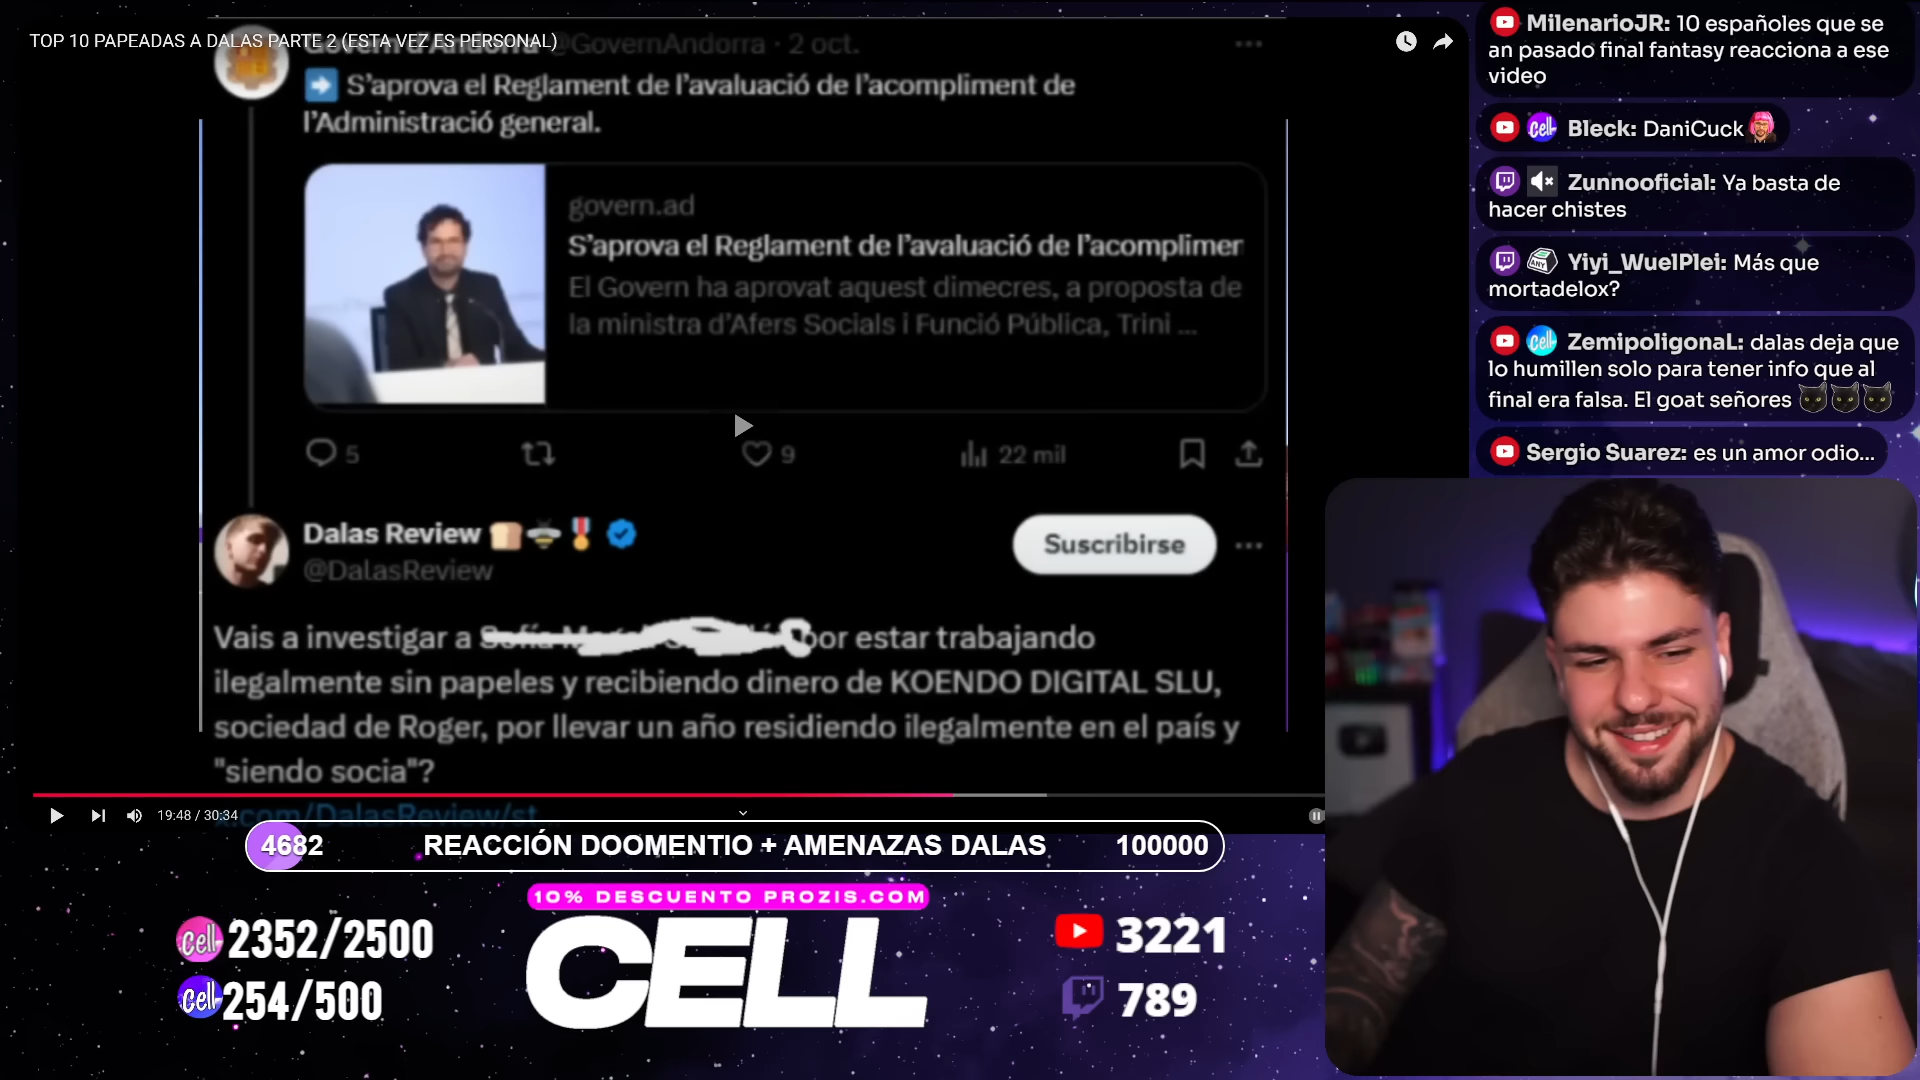 TOP 10 PAPEADAS A DALAS PARTE 2 (ESTA VEZ ES PERSONAL)
Govern d'Andorra @GovernAndorra · 2 oct.
S'aprova el Reglament de l'avaluació de l'acompliment de
l'Administració general.
govern.ad
S'aprova el Reglament de l'avaluació de l'acomplimen
El Govern ha aprovat aquest dimecres, a proposta de
la ministra d'Afers Socials i Funció Pública, Trini ...
5
9
22 mil
Dalas Review
@DalasReview
Suscribirse
Vais a investigar a por estar trabajando
ilegalmente sin papeles y recibiendo dinero de KOENDO DIGITAL SLU,
sociedad de Roger, por llevar un año residiendo ilegalmente en el país y
"siendo socia"?
x.com/DalasReview/st
19:48 / 30:34
4682 REACCIÓN DOOMENTIO + AMENAZAS DALAS 100000
10% DESCUENTO PROZIS.COM
CELL
cell 2352/2500
cell 254/500
3221
789
MilenarioJR: 10 españoles que se
an pasado final fantasy reacciona a ese
video
cell Bleck: DaniCuck
Zunnooficial: Ya basta de
hacer chistes
ANY Yiyi_WuelPlei: Más que
mortadelox?
cell ZemipoligonaL: dalas deja que
lo humillen solo para tener info que al
final era falsa. El goat señores
Sergio Suarez: es un amor odio...